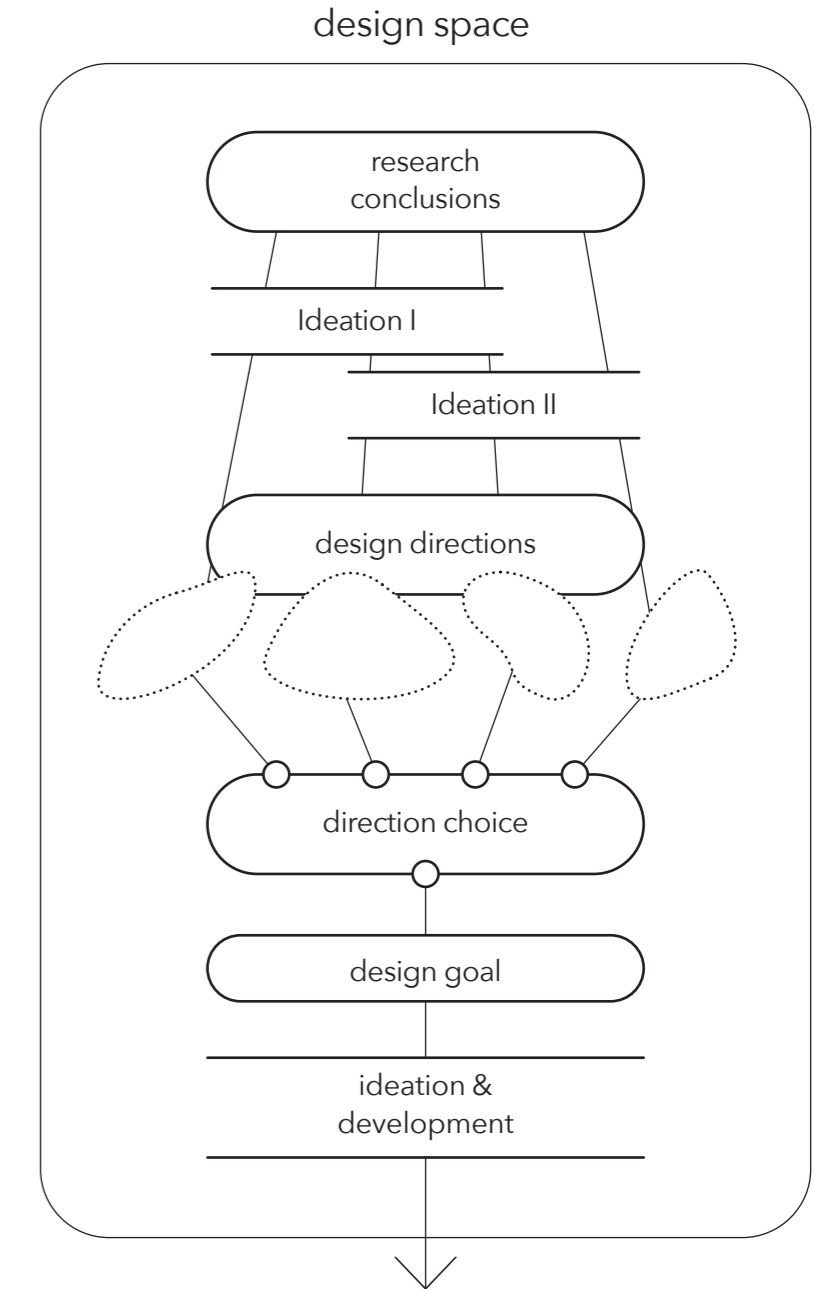 design space
research
conclusions
Ideation I
Ideation II
design directions
direction choice
design goal
ideation &
development